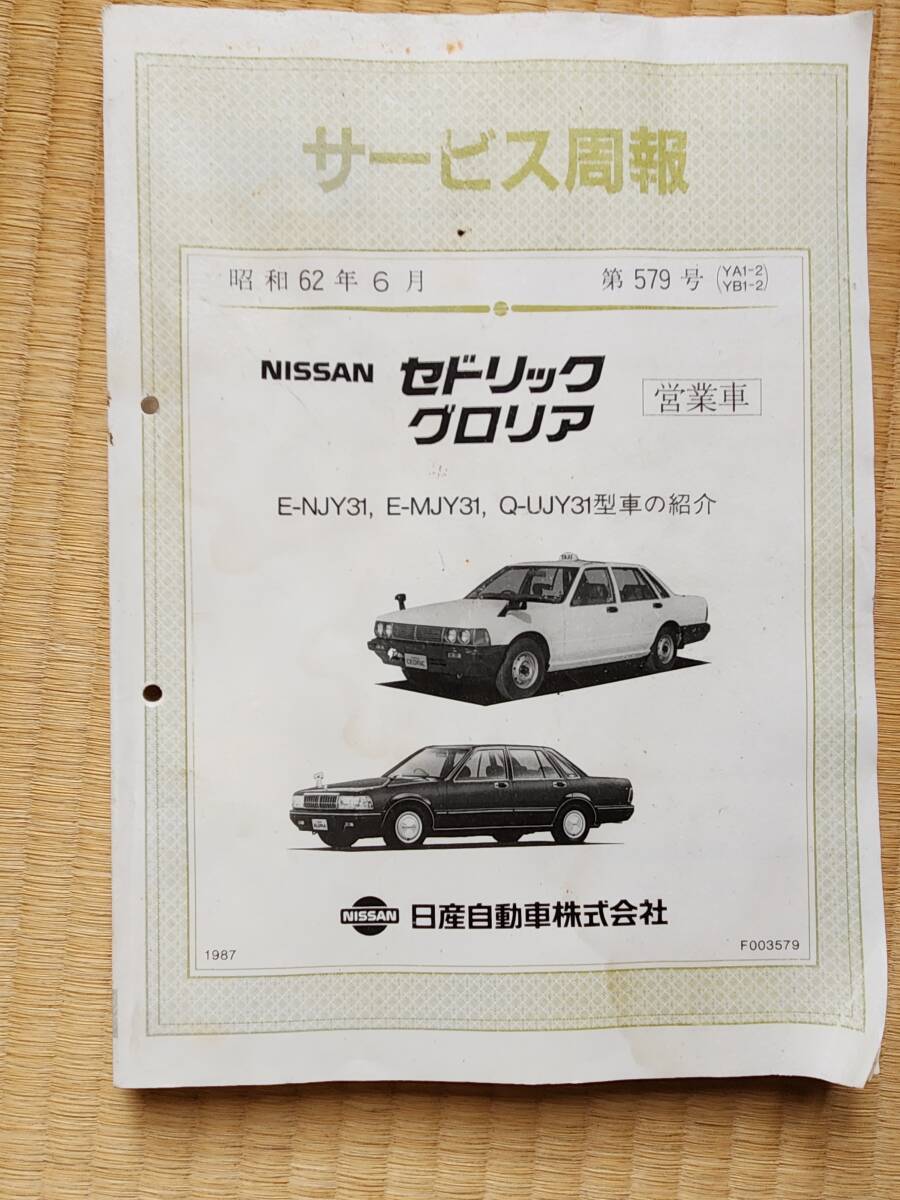 サービス周報
昭和62年6月 第579号 (YA1-2 YB1-2)
NISSAN セドリック
グロリア
営業車
E-NJY31, E-MJY31, Q-UJY31型車の紹介
TAXI
CEDRIC
GLORIA
NISSAN 日産自動車株式会社
1987 F003579